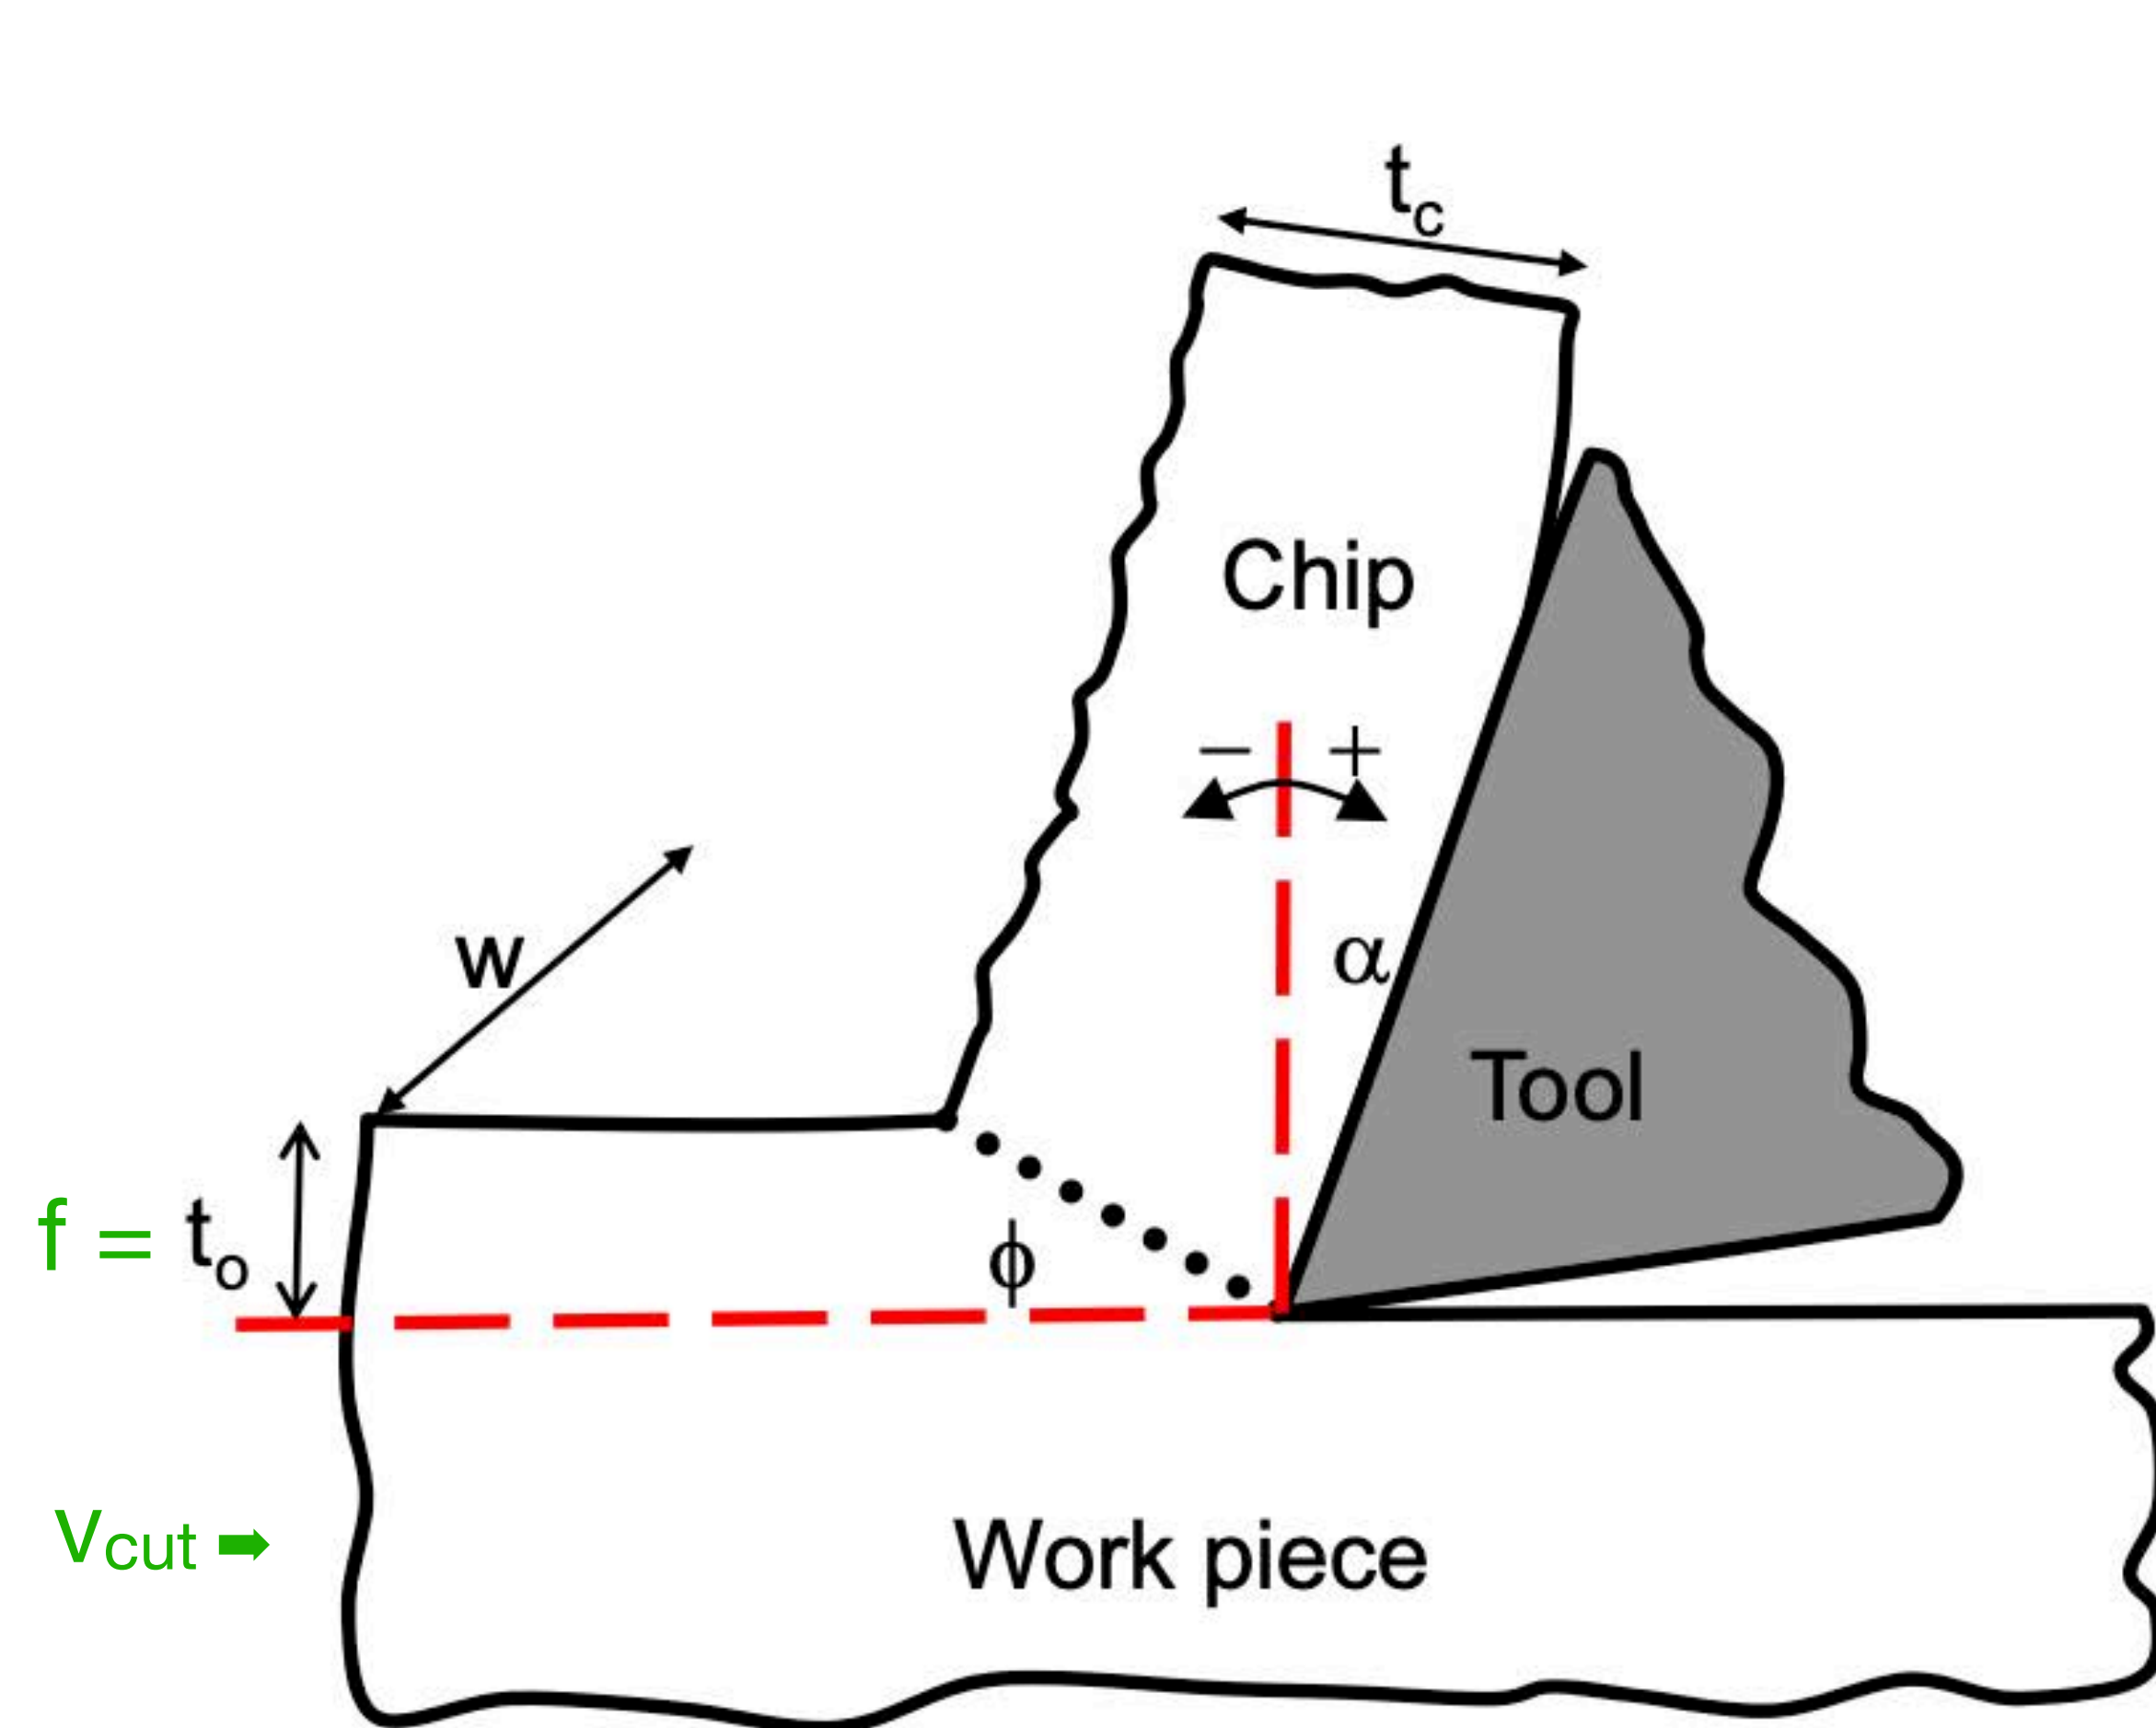 tc
Chip
− +
w
α
Tool
f = to
ϕ
Vcut ➡
Work piece